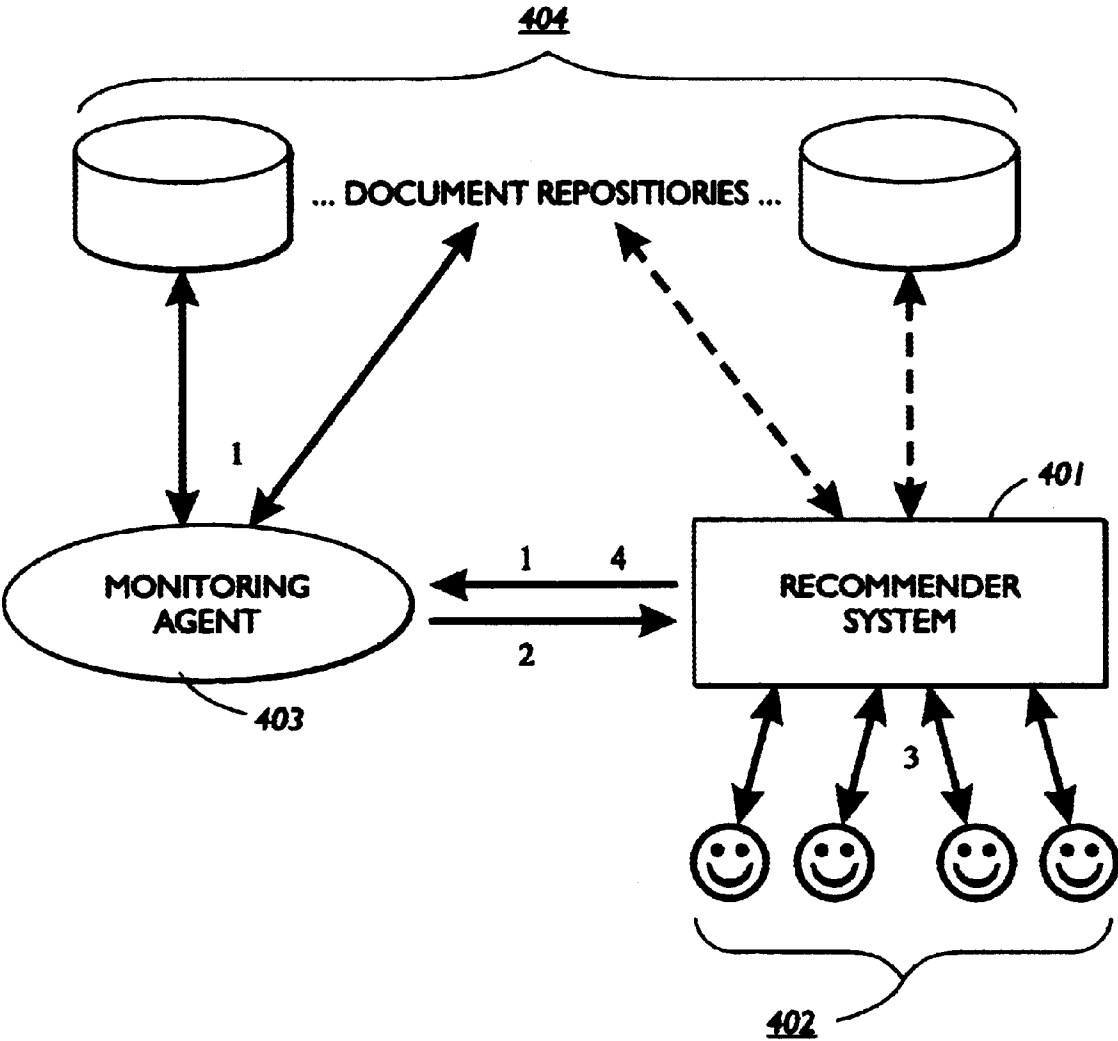 404
... DOCUMENT REPOSITIORIES ...
1
401
MONITORING
AGENT
1 4
2
RECOMMENDER
SYSTEM
403
3
402